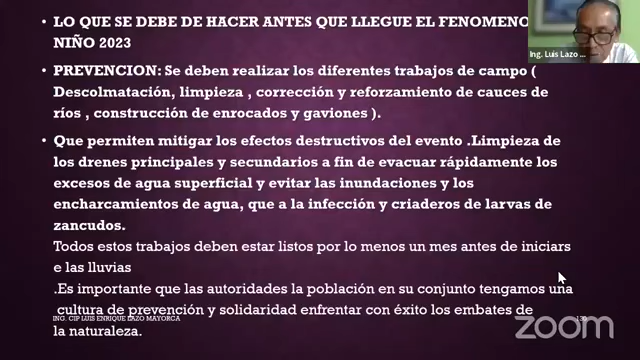 LO QUE SE DEBE DE HACER ANTES QUE LLEGUE EL FENOMENO
NIÑO 2023
PREVENCION: Se deben realizar los diferentes trabajos de campo (
Descolmatación, limpieza , corrección y reforzamiento de cauces de
ríos , construcción de enrocados y gaviones ).
Que permiten mitigar los efectos destructivos del evento .Limpieza de
los drenes principales y secundarios a fin de evacuar rápidamente los
excesos de agua superficial y evitar las inundaciones y los
encharcamientos de agua, que a la infección y criaderos de larvas de
zancudos.
Todos estos trabajos deben estar listos por lo menos un mes antes de iniciars
e las lluvias
.Es importante que las autoridades la población en su conjunto tengamos una
cultura de prevención y solidaridad enfrentar con éxito los embates de
la naturaleza.
ING. CIP LUIS ENRIQUE LAZO MAYORCA
Ing. Luis Lazo
zoom